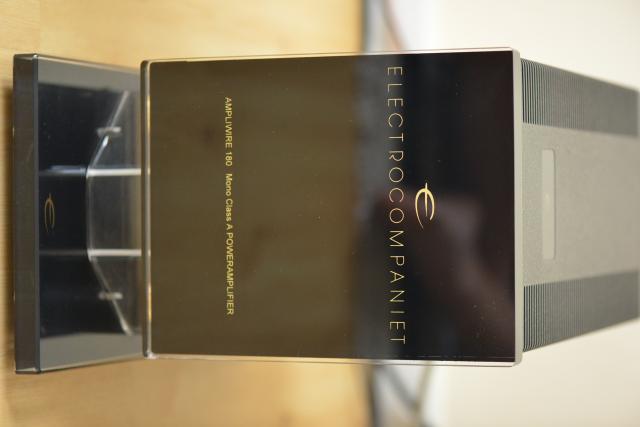 ELECTROCOMPANIET
AMPLIWIRE 180 Mono Class A POWERAMPLIFIER